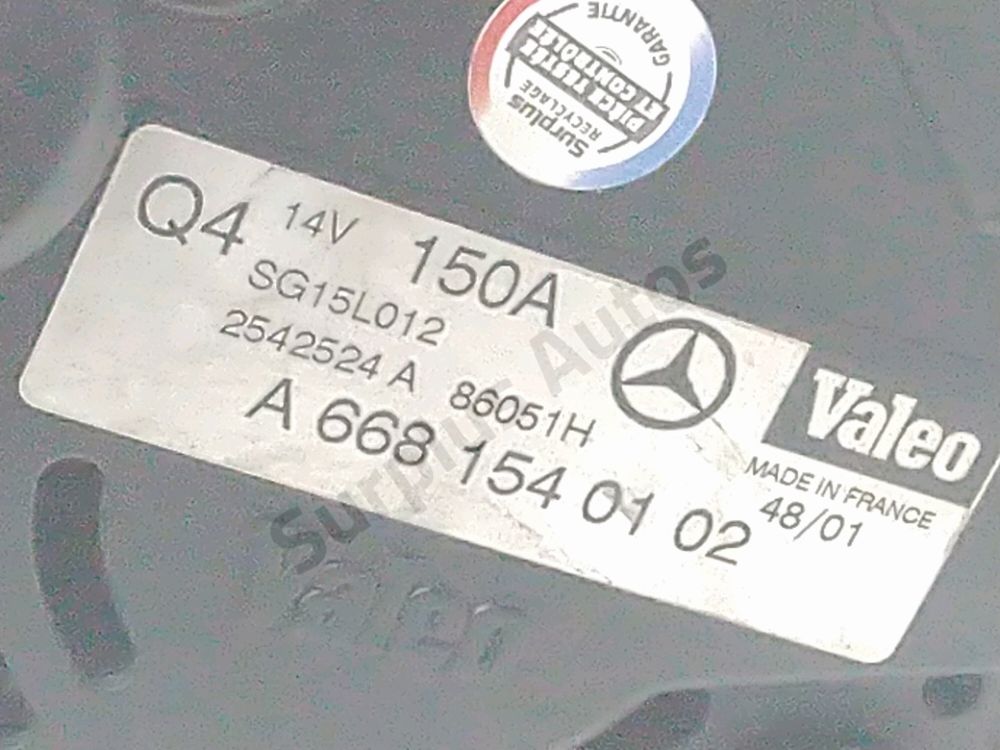 GARANTIE
PIÈCE TESTÉE
ET CONTRÔLÉE
Surplus
RECYCLAGE
Q4 14V 150A
SG15L012
2542524 A 86051H
A 668 154 01 02
Valeo
MADE IN FRANCE
48/01
Surplus Autos